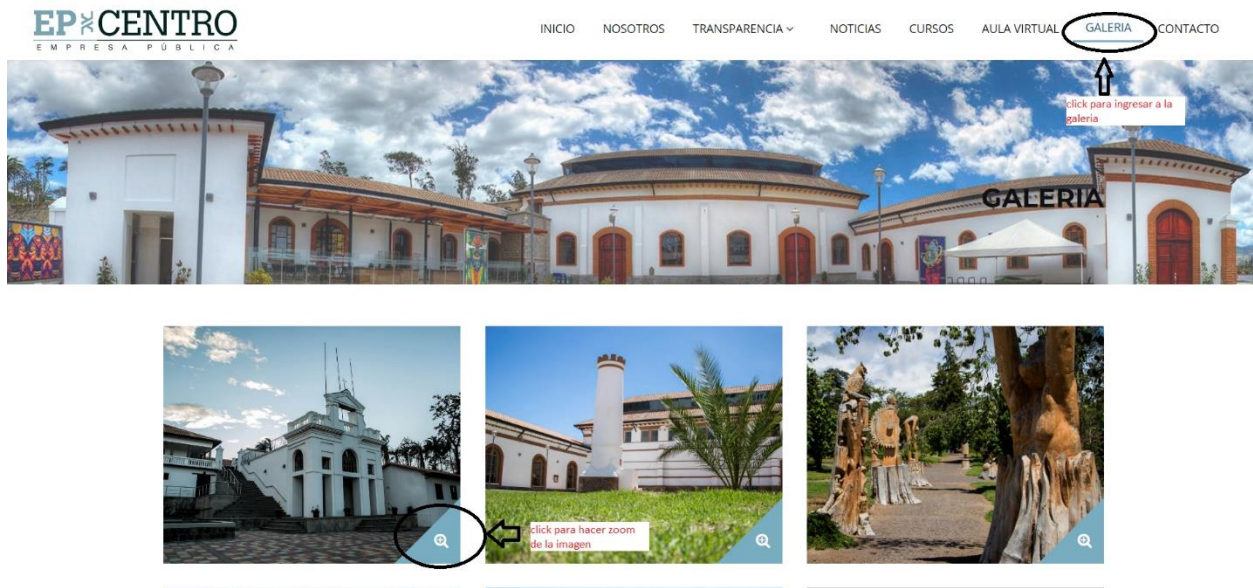 EP CENTRO
EMPRESA PÚBLICA
INICIO NOSOTROS TRANSPARENCIA NOTICIAS CURSOS AULA VIRTUAL GALERIA CONTACTO
click para ingresar a la
galeria
GALERIA
click para hacer zoom
de la imagen